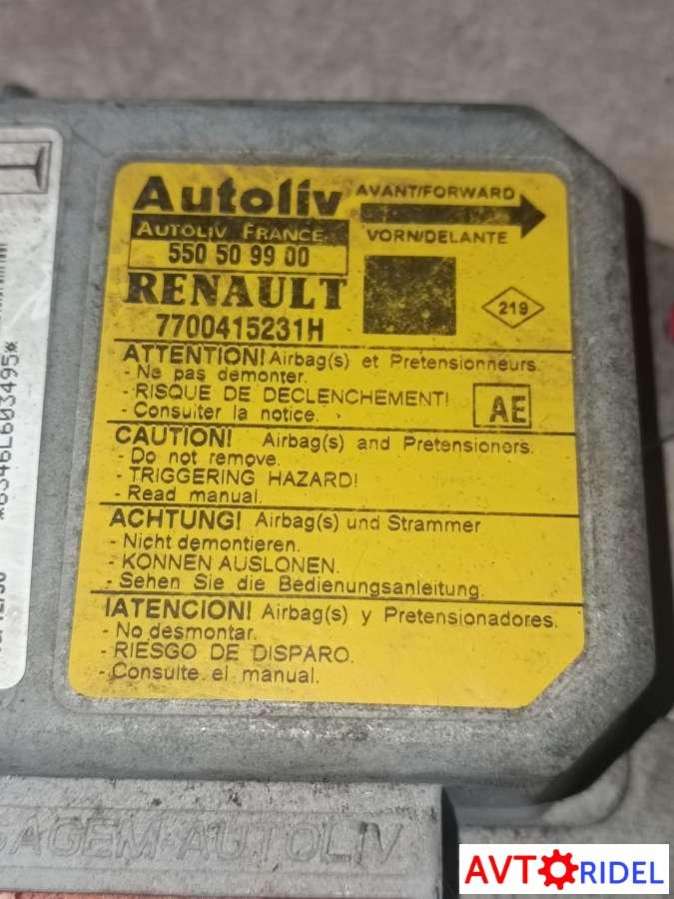 Autoliv
AUTOLIV FRANCE
550 50 99 00
RENAULT
7700415231H
AVANT/FORWARD
VORN/DELANTE
219
ATTENTION! Airbag(s) et Pretensionneurs.
- Ne pas demonter.
- RISQUE DE DECLENCHEMENT!
- Consulter la notice.
AE
CAUTION! Airbag(s) and Pretensioners.
- Do not remove.
- TRIGGERING HAZARD!
- Read manual.
ACHTUNG! Airbag(s) und Strammer
- Nicht demontieren.
- KONNEN AUSLONEN.
- Sehen Sie die Bedienungsanleitung.
IATENCION! Airbag(s) y Pretensionadores.
- No desmontar.
- RIESGO DE DISPARO.
- Consulte el manual.
*6346L603495*
SAGEM-AUTOLIV
AVTORIDEL